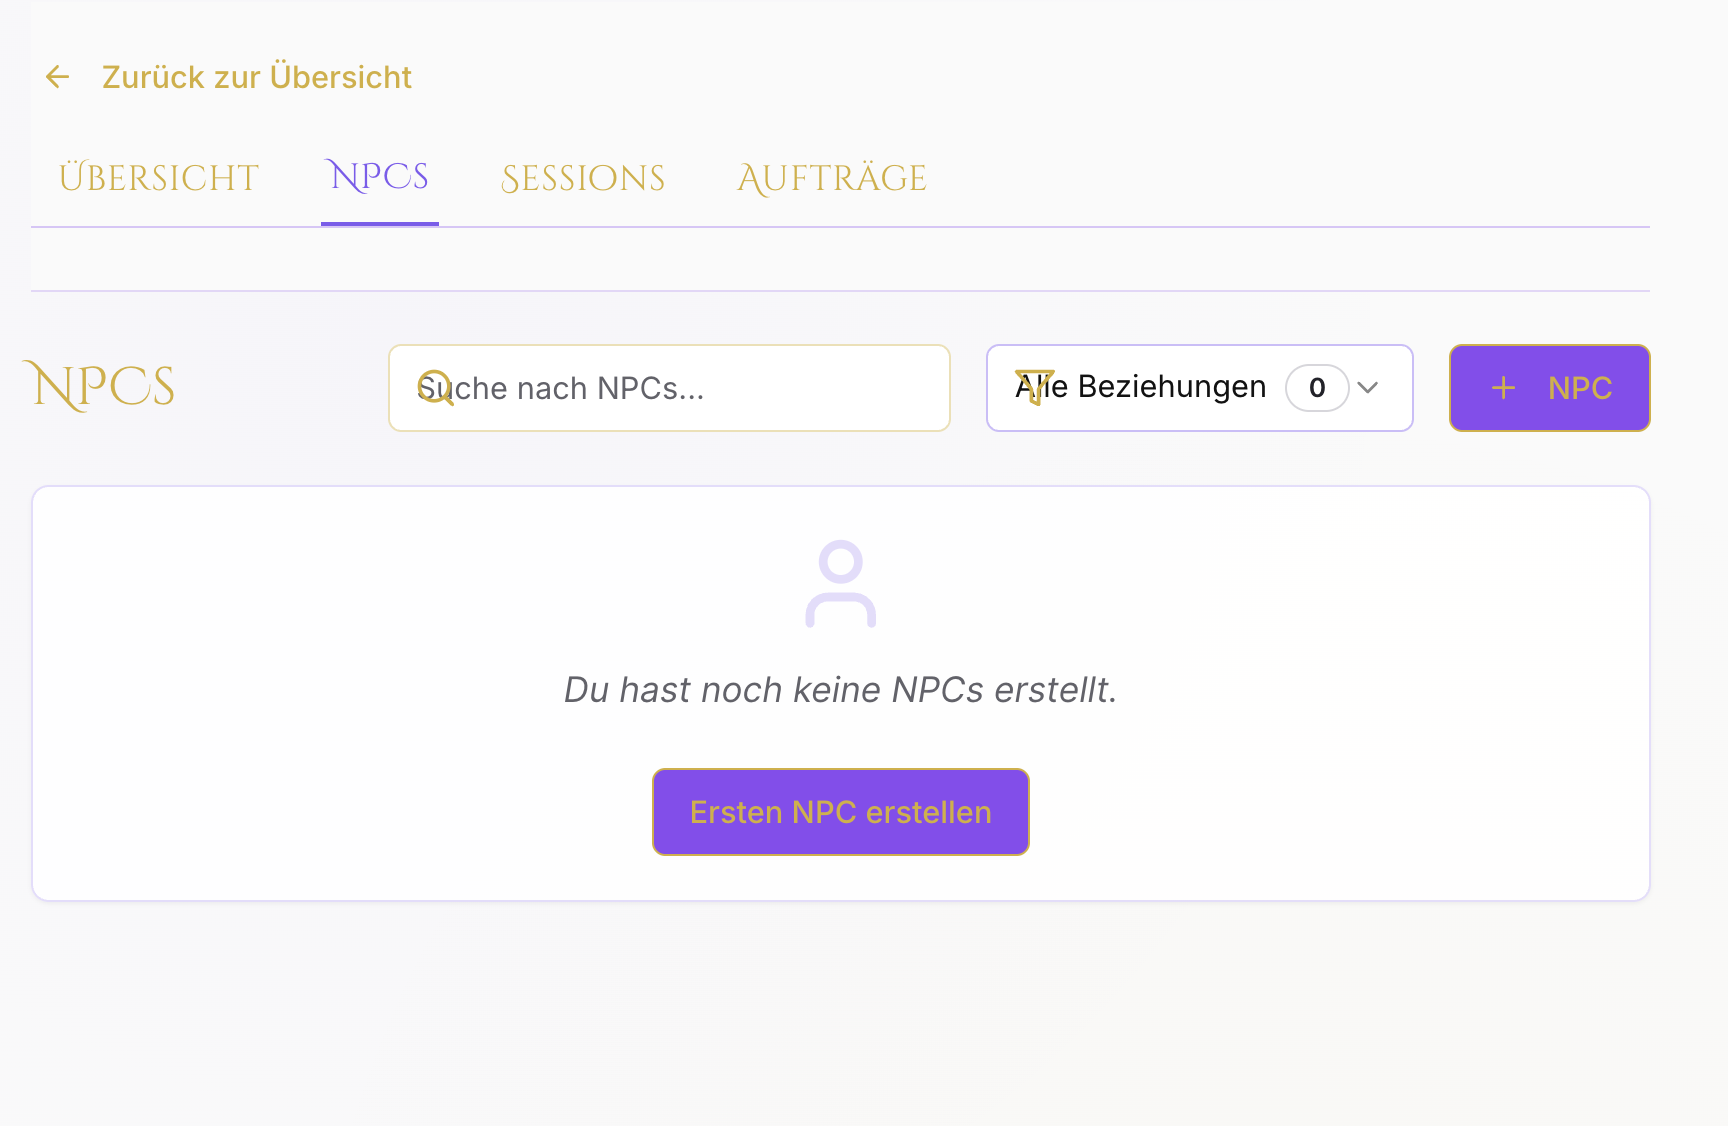 Zurück zur Übersicht
Übersicht NPCs Sessions Aufträge
NPCs Suche nach NPCs... Alle Beziehungen 0 NPC
Du hast noch keine NPCs erstellt.
Ersten NPC erstellen